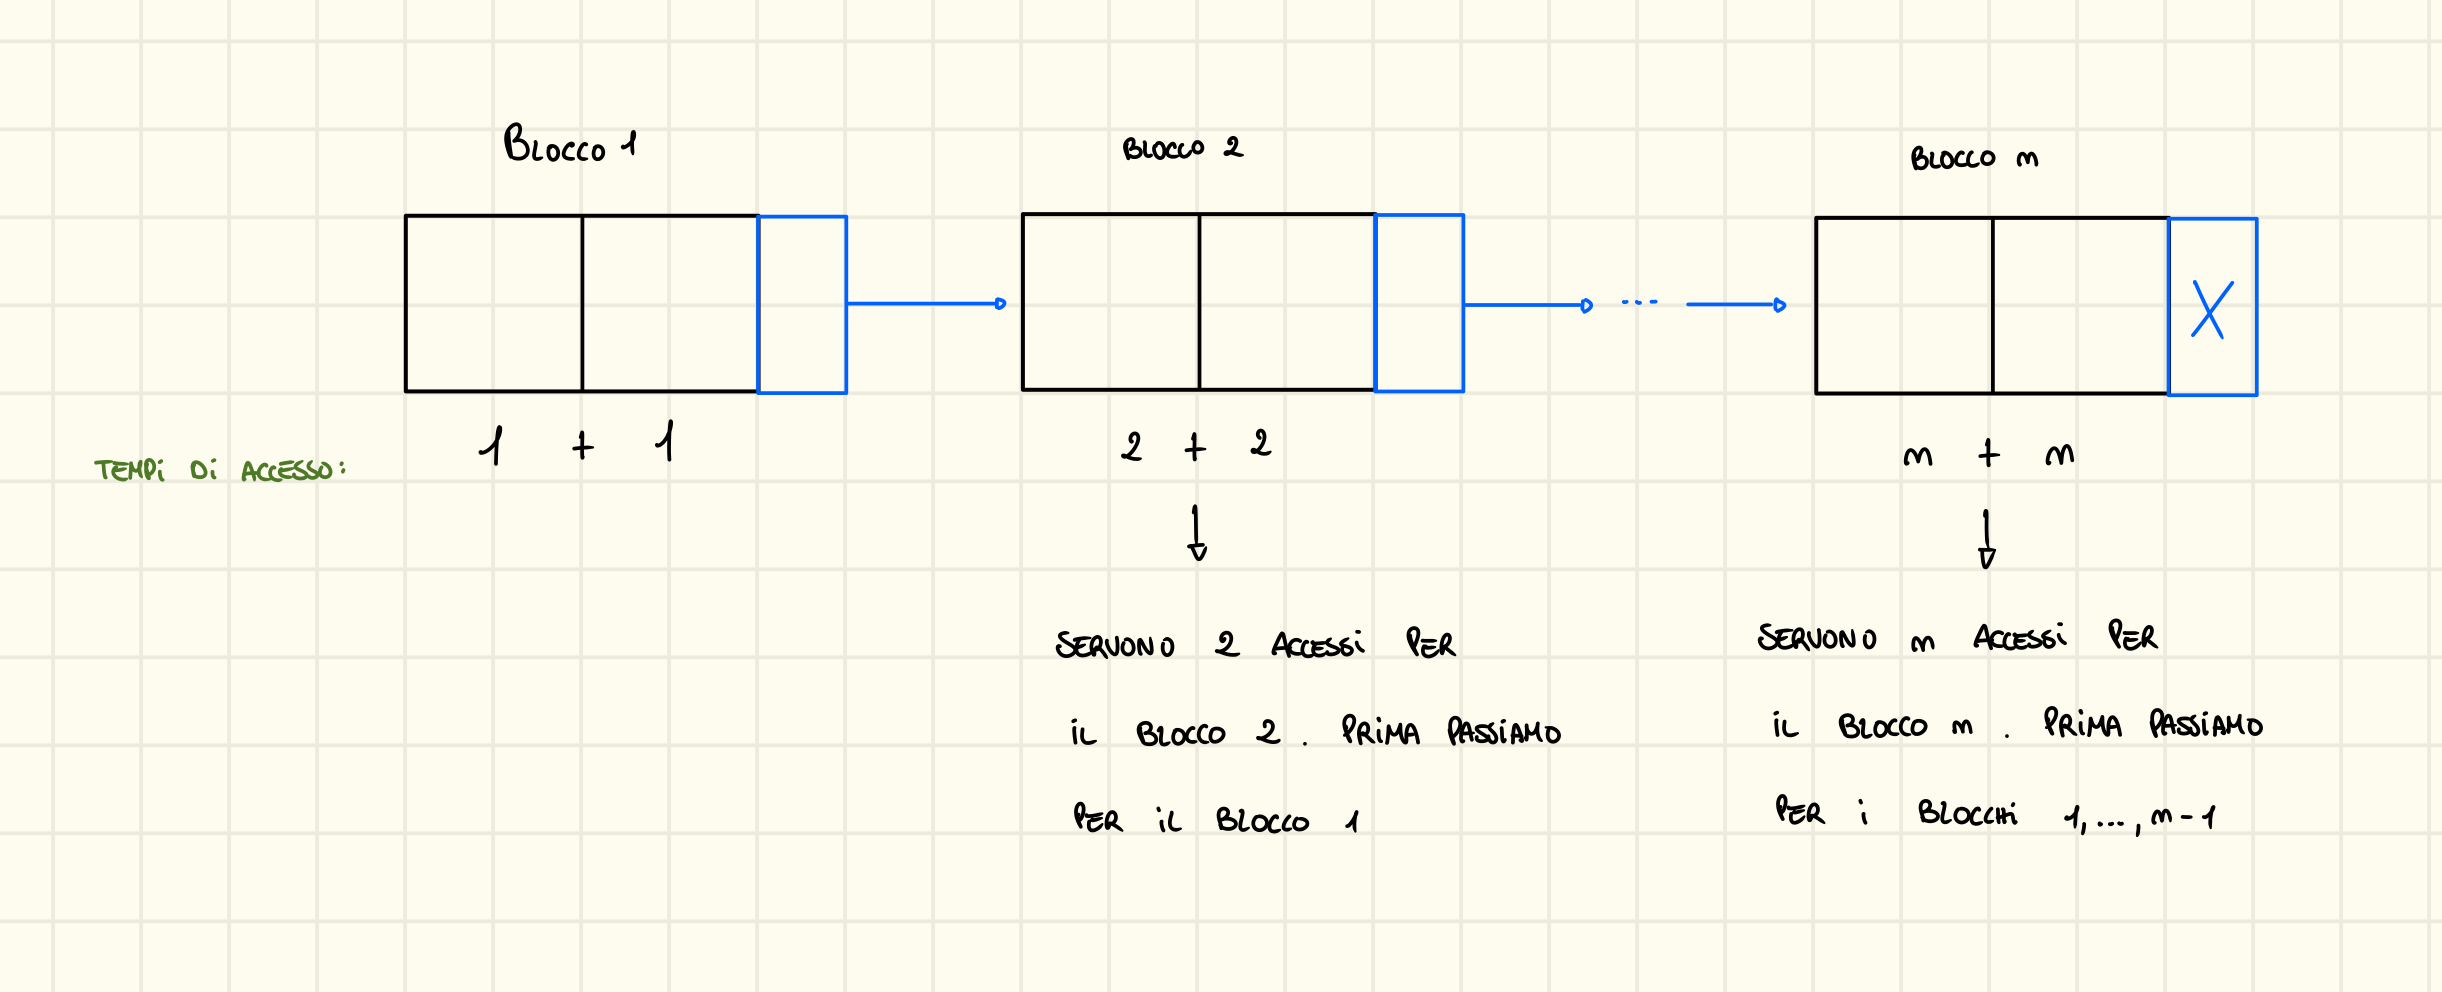 BLOCCO 1
BLOCCO 2
BLOCCO m
1 + 1
2 + 2
m + m
TEMPi Di ACCESSO:
SERVONO 2 ACCESSi PER
iL BLOCCO 2 . PRiMA PASSiAMO
PER iL BLOCCO 1
SERVONO m ACCESSi PER
iL BLOCCO m . PRiMA PASSiAMO
PER i BLOCCHi 1, ..., m-1